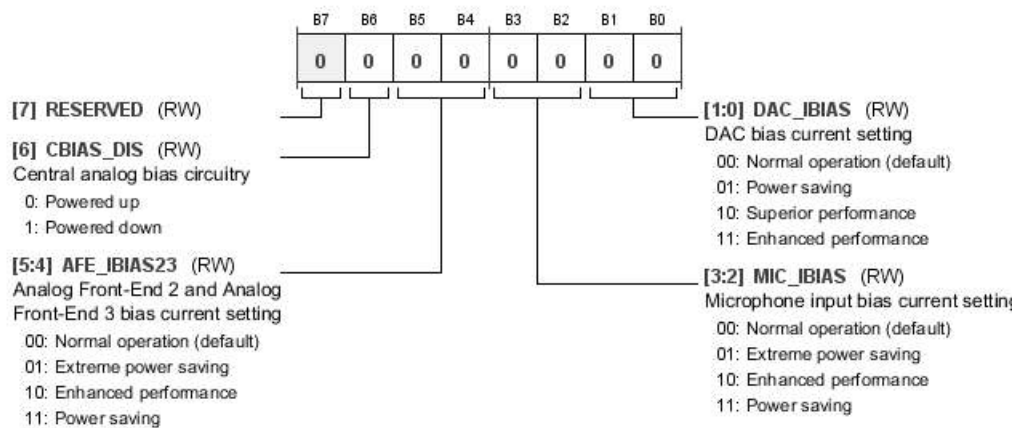 B7 B6 B5 B4 B3 B2 B1 B0
0 0 0 0 0 0 0 0
[7] RESERVED (RW)
[6] CBIAS_DIS (RW)
Central analog bias circuitry
0: Powered up
1: Powered down
[5:4] AFE_IBIAS23 (RW)
Analog Front-End 2 and Analog
Front-End 3 bias current setting
00: Normal operation (default)
01: Extreme power saving
10: Enhanced performance
11: Power saving
[1:0] DAC_IBIAS (RW)
DAC bias current setting
00: Normal operation (default)
01: Power saving
10: Superior performance
11: Enhanced performance
[3:2] MIC_IBIAS (RW)
Microphone input bias current setting
00: Normal operation (default)
01: Extreme power saving
10: Enhanced performance
11: Power saving